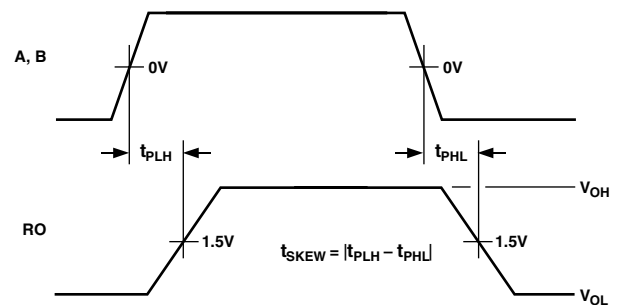 A, B
0V
0V
tPLH
tPHL
VOH
RO
1.5V
tSKEW = |tPLH – tPHL|
1.5V
VOL